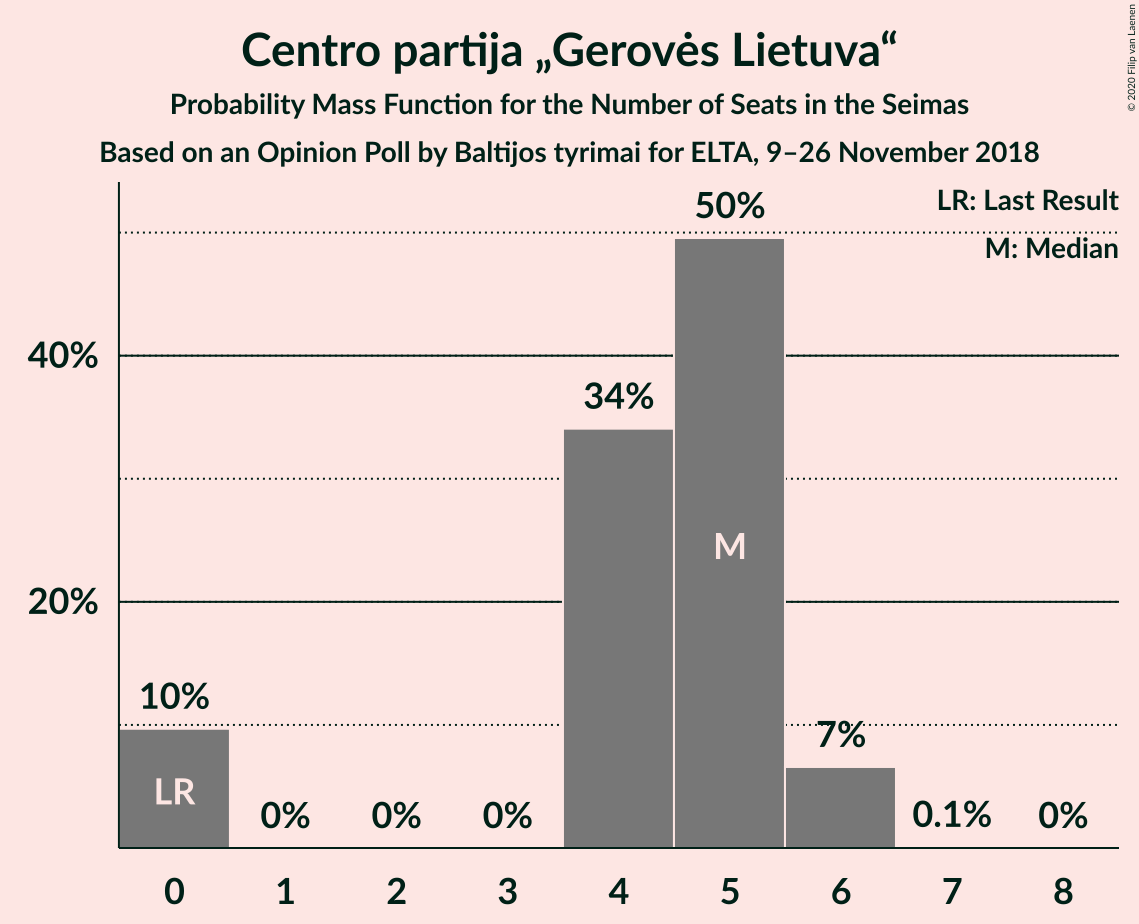 Centro partija „Gerovės Lietuva“
Probability Mass Function for the Number of Seats in the Seimas
Based on an Opinion Poll by Baltijos tyrimai for ELTA, 9–26 November 2018
© 2020 Filip van Laenen
LR: Last Result
M: Median
50%
40%
34%
M
20%
10%
7%
LR
0%
0%
0%
0.1%
0%
0 1 2 3 4 5 6 7 8